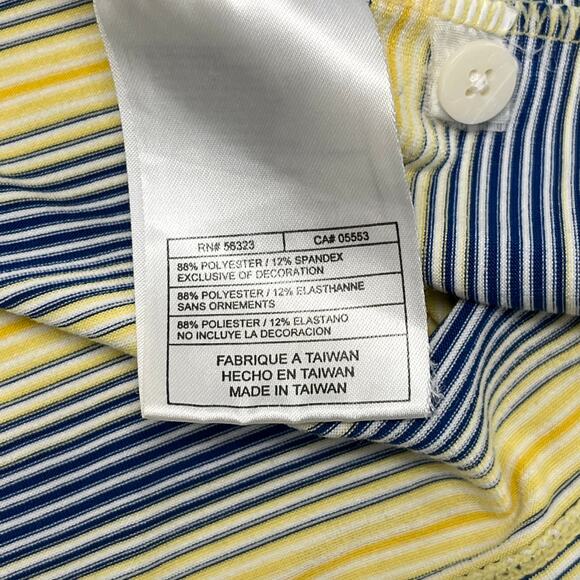 RN# 56323 CA# 05553
88% POLYESTER / 12% SPANDEX
EXCLUSIVE OF DECORATION
88% POLYESTER / 12% ELASTHANNE
SANS ORNEMENTS
88% POLIESTER / 12% ELASTANO
NO INCLUYE LA DECORACION
FABRIQUE A TAIWAN
HECHO EN TAIWAN
MADE IN TAIWAN